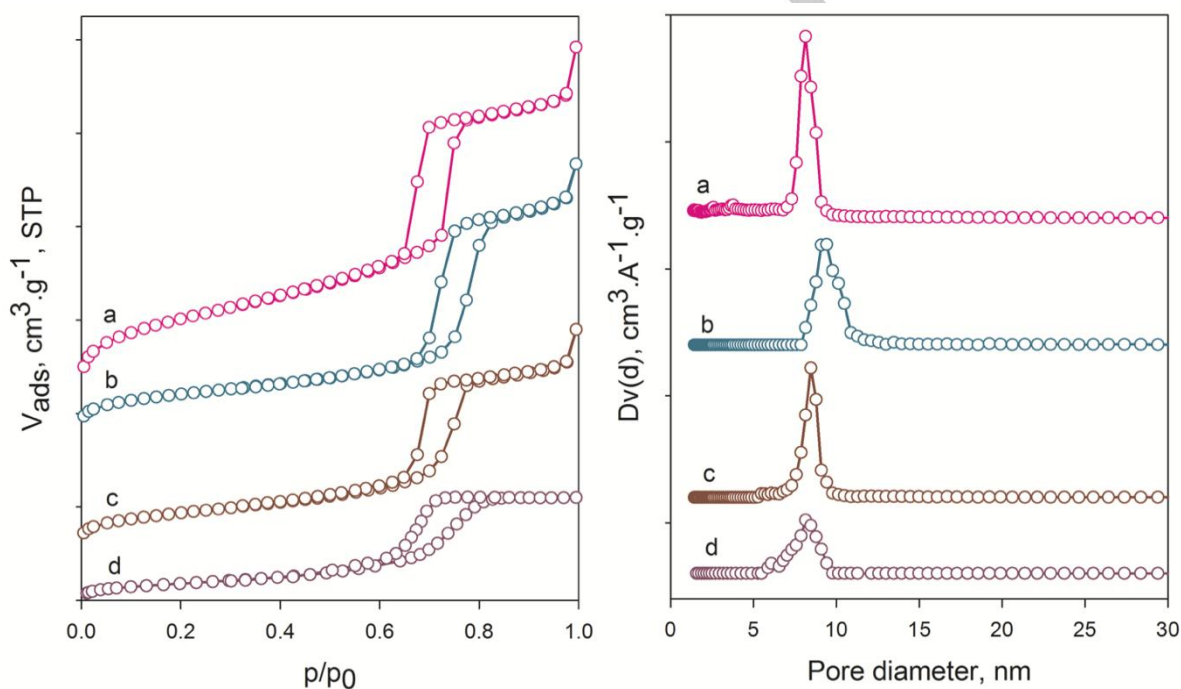 a
b
c
d
Vads, cm³.g⁻¹, STP
0.0 0.2 0.4 0.6 0.8 1.0
p/p0
a
b
c
d
Dv(d), cm³.A⁻¹.g⁻¹
0 5 10 15 20 25 30
Pore diameter, nm